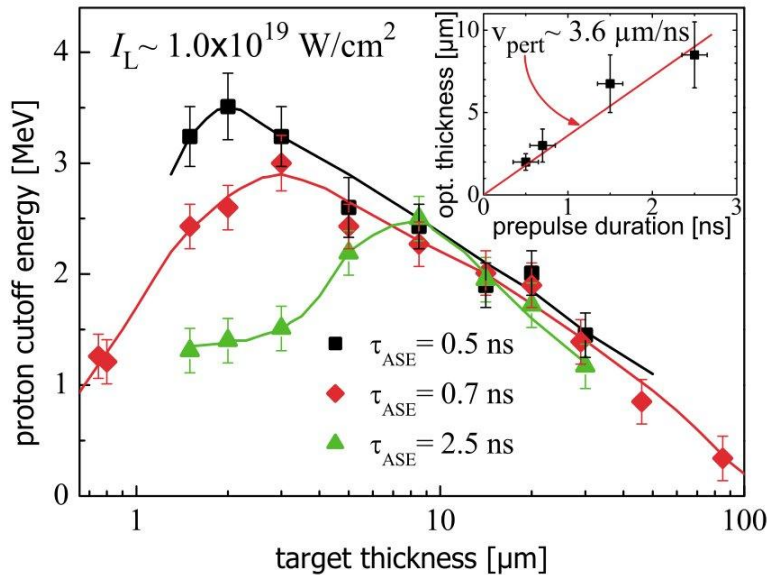 I_L ~ 1.0x10^19 W/cm^2
v_pert ~ 3.6 µm/ns
opt. thickness [µm]
10
5
0
0 1 2 3
prepulse duration [ns]
proton cutoff energy [MeV]
4
3
2
1
0
τ_ASE = 0.5 ns
τ_ASE = 0.7 ns
τ_ASE = 2.5 ns
1 10 100
target thickness [µm]